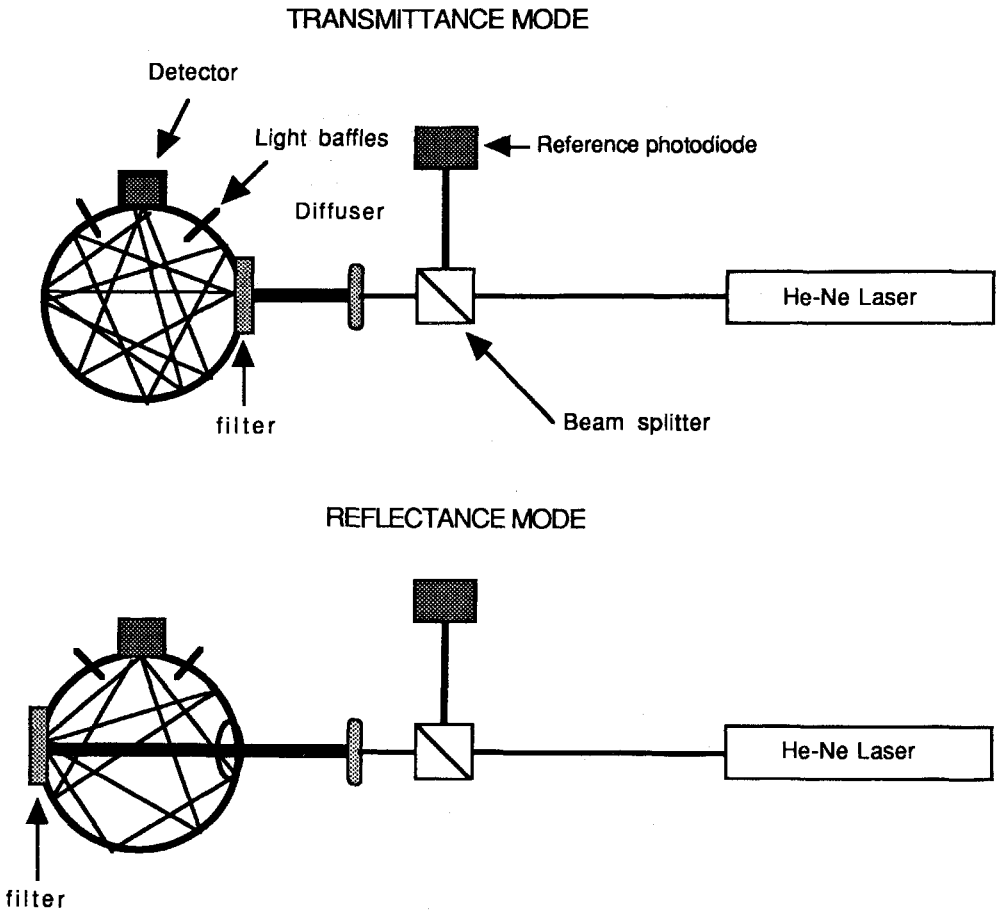 TRANSMITTANCE MODE
Detector
Light baffles
Reference photodiode
Diffuser
He-Ne Laser
filter
Beam splitter
REFLECTANCE MODE
He-Ne Laser
filter